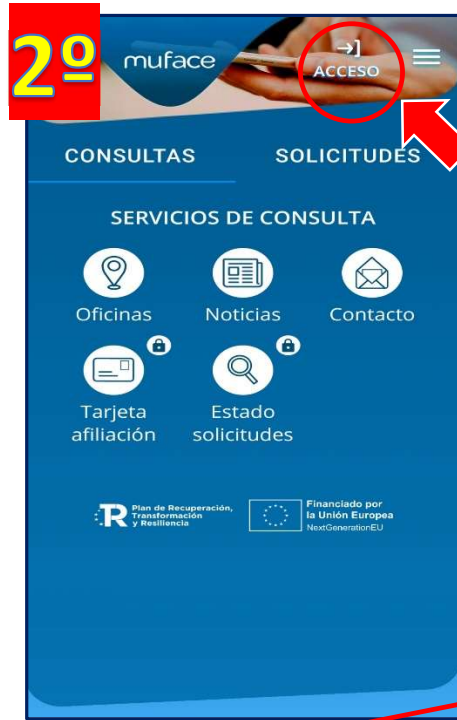 2º
muface
ACCESO
CONSULTAS SOLICITUDES
SERVICIOS DE CONSULTA
Oficinas Noticias Contacto
Tarjeta afiliación
Estado solicitudes
Plan de Recuperación,
Transformación
y Resiliencia
Financiado por
la Unión Europea
NextGenerationEU